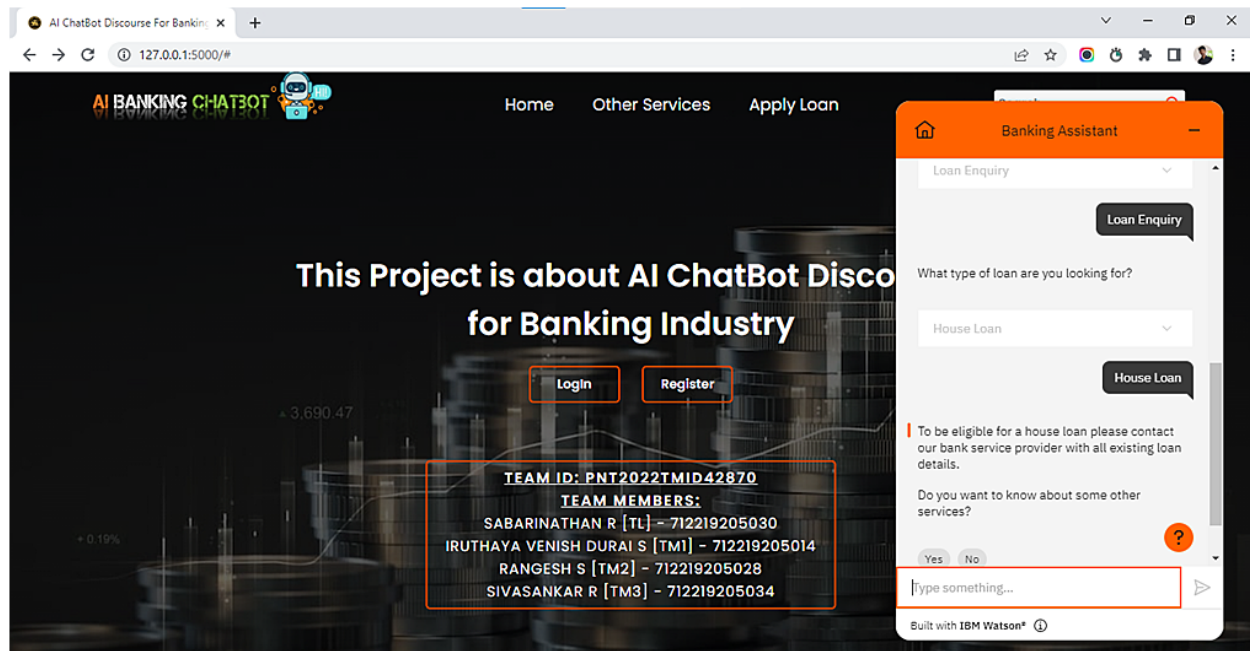 AI ChatBot Discourse For Banking
127.0.0.1:5000/#
AI BANKING CHATBOT
HI!
Home
Other Services
Apply Loan
This Project is about AI ChatBot Disco
for Banking Industry
Login
Register
3,690.47
+ 0.19%
TEAM ID: PNT2022TMID42870
TEAM MEMBERS:
SABARINATHAN R [TL] - 712219205030
IRUTHAYA VENISH DURAI S [TM1] - 712219205014
RANGESH S [TM2] - 712219205028
SIVASANKAR R [TM3] - 712219205034
Banking Assistant
Loan Enquiry
Loan Enquiry
What type of loan are you looking for?
House Loan
House Loan
To be eligible for a house loan please contact
our bank service provider with all existing loan
details.
Do you want to know about some other
services?
?
Yes No
Type something...
Built with IBM Watson®